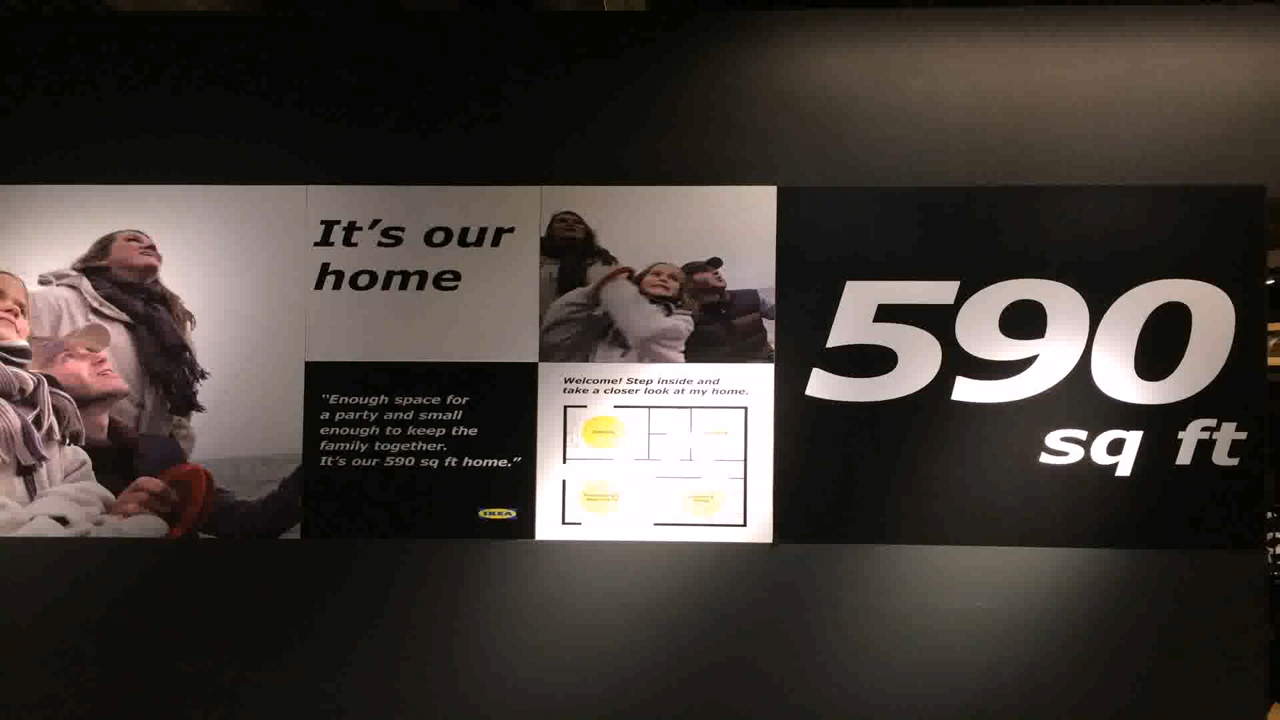 It's our
home
"Enough space for
a party and small
enough to keep the
family together.
It's our 590 sq ft home."
IKEA
Welcome! Step inside and
take a closer look at my home.
590
sq ft